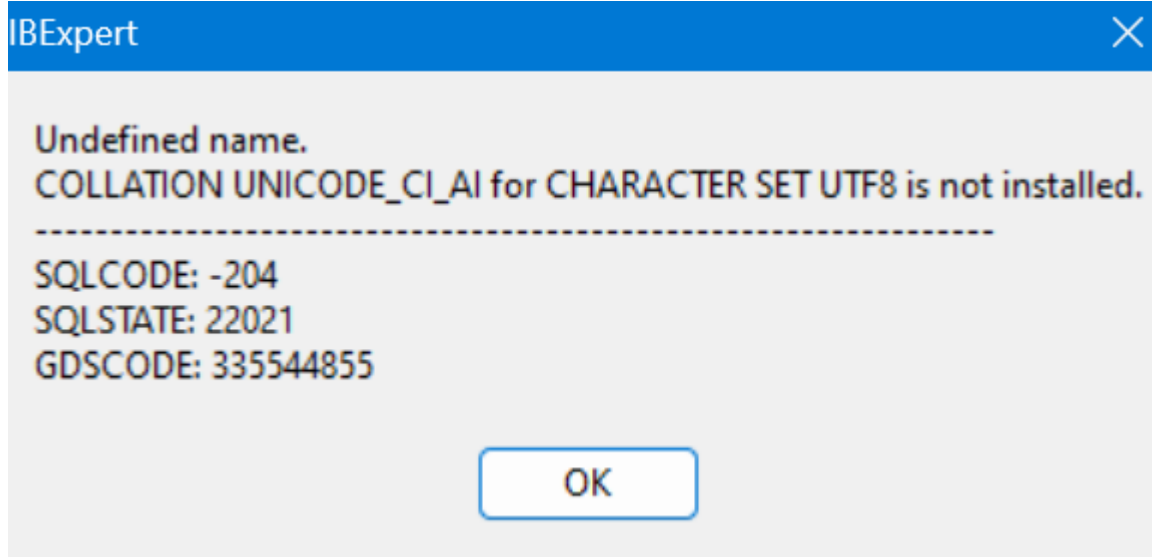 IBExpert
Undefined name.
COLLATION UNICODE_CI_AI for CHARACTER SET UTF8 is not installed.
-----------------------------------------------------------------
SQLCODE: -204
SQLSTATE: 22021
GDSCODE: 335544855
OK